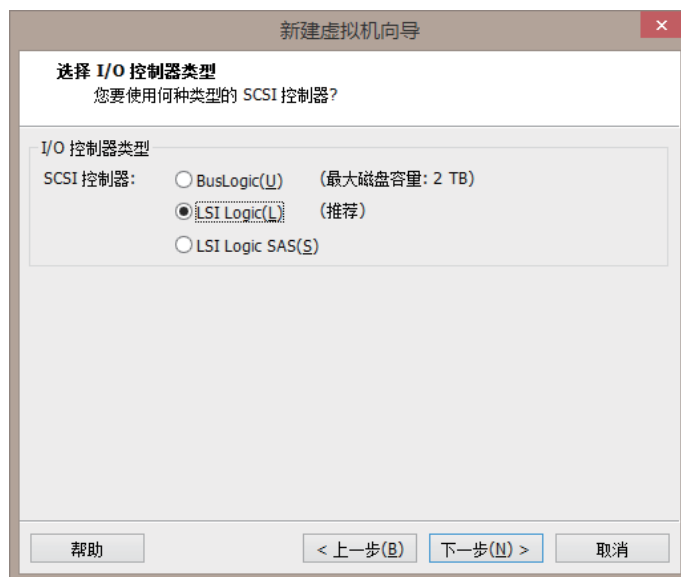 新建虚拟机向导
选择 I/O 控制器类型
您要使用何种类型的 SCSI 控制器?
I/O 控制器类型
SCSI 控制器: BusLogic(U) (最大磁盘容量: 2 TB)
LSI Logic(L) (推荐)
LSI Logic SAS(S)
帮助 < 上一步(B) 下一步(N) > 取消